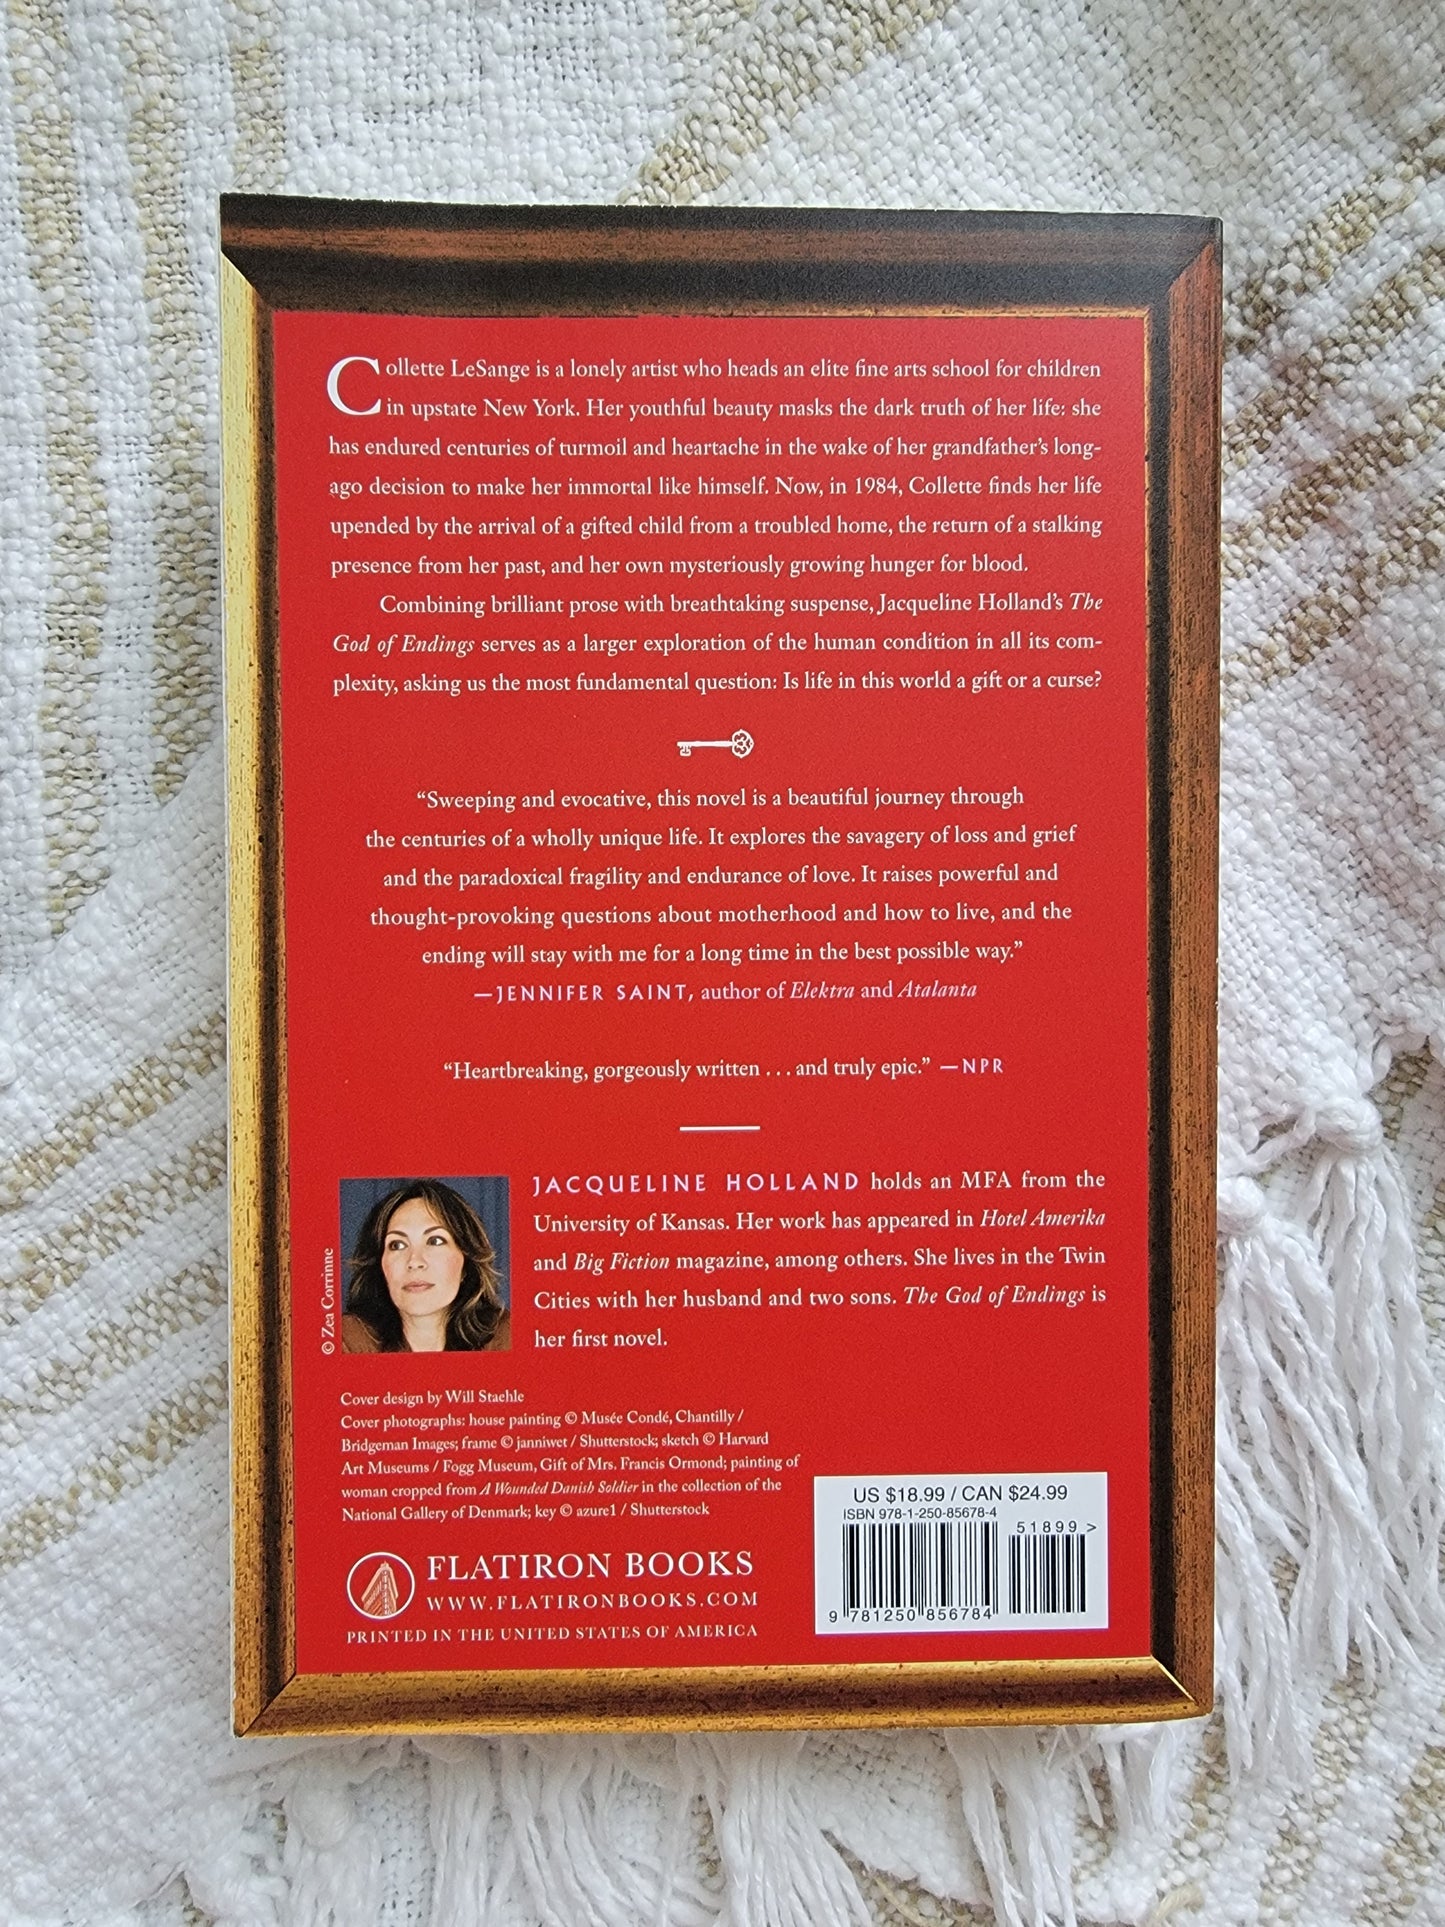 Collette LeSange is a lonely artist who heads an elite fine arts school for children
in upstate New York. Her youthful beauty masks the dark truth of her life: she
has endured centuries of turmoil and heartache in the wake of her grandfather's long-
ago decision to make her immortal like himself. Now, in 1984, Collette finds her life
upended by the arrival of a gifted child from a troubled home, the return of a stalking
presence from her past, and her own mysteriously growing hunger for blood.
Combining brilliant prose with breathtaking suspense, Jacqueline Holland's The
God of Endings serves as a larger exploration of the human condition in all its com-
plexity, asking us the most fundamental question: Is life in this world a gift or a curse?
“Sweeping and evocative, this novel is a beautiful journey through
the centuries of a wholly unique life. It explores the savagery of loss and grief
and the paradoxical fragility and endurance of love. It raises powerful and
thought-provoking questions about motherhood and how to live, and the
ending will stay with me for a long time in the best possible way.”
—JENNIFER SAINT, author of Elektra and Atalanta
“Heartbreaking, gorgeously written . . . and truly epic.” —NPR
© Zea Corrinne
JACQUELINE HOLLAND holds an MFA from the
University of Kansas. Her work has appeared in Hotel Amerika
and Big Fiction magazine, among others. She lives in the Twin
Cities with her husband and two sons. The God of Endings is
her first novel.
Cover design by Will Staehle
Cover photographs: house painting © Musée Condé, Chantilly /
Bridgeman Images; frame © janniwet / Shutterstock; sketch © Harvard
Art Museums / Fogg Museum, Gift of Mrs. Francis Ormond; painting of
woman cropped from A Wounded Danish Soldier in the collection of the
National Gallery of Denmark; key © azure1 / Shutterstock
FLATIRON BOOKS
WWW.FLATIRONBOOKS.COM
PRINTED IN THE UNITED STATES OF AMERICA
US $18.99 / CAN $24.99
ISBN 978-1-250-85678-4
51899 >
9 781250 856784